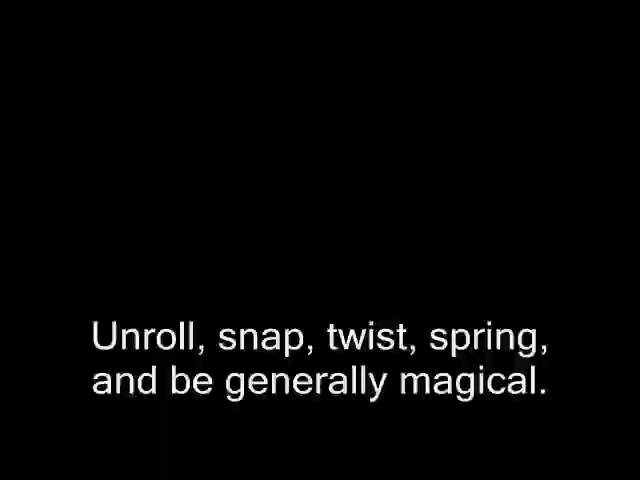 Unroll, snap, twist, spring,
and be generally magical.